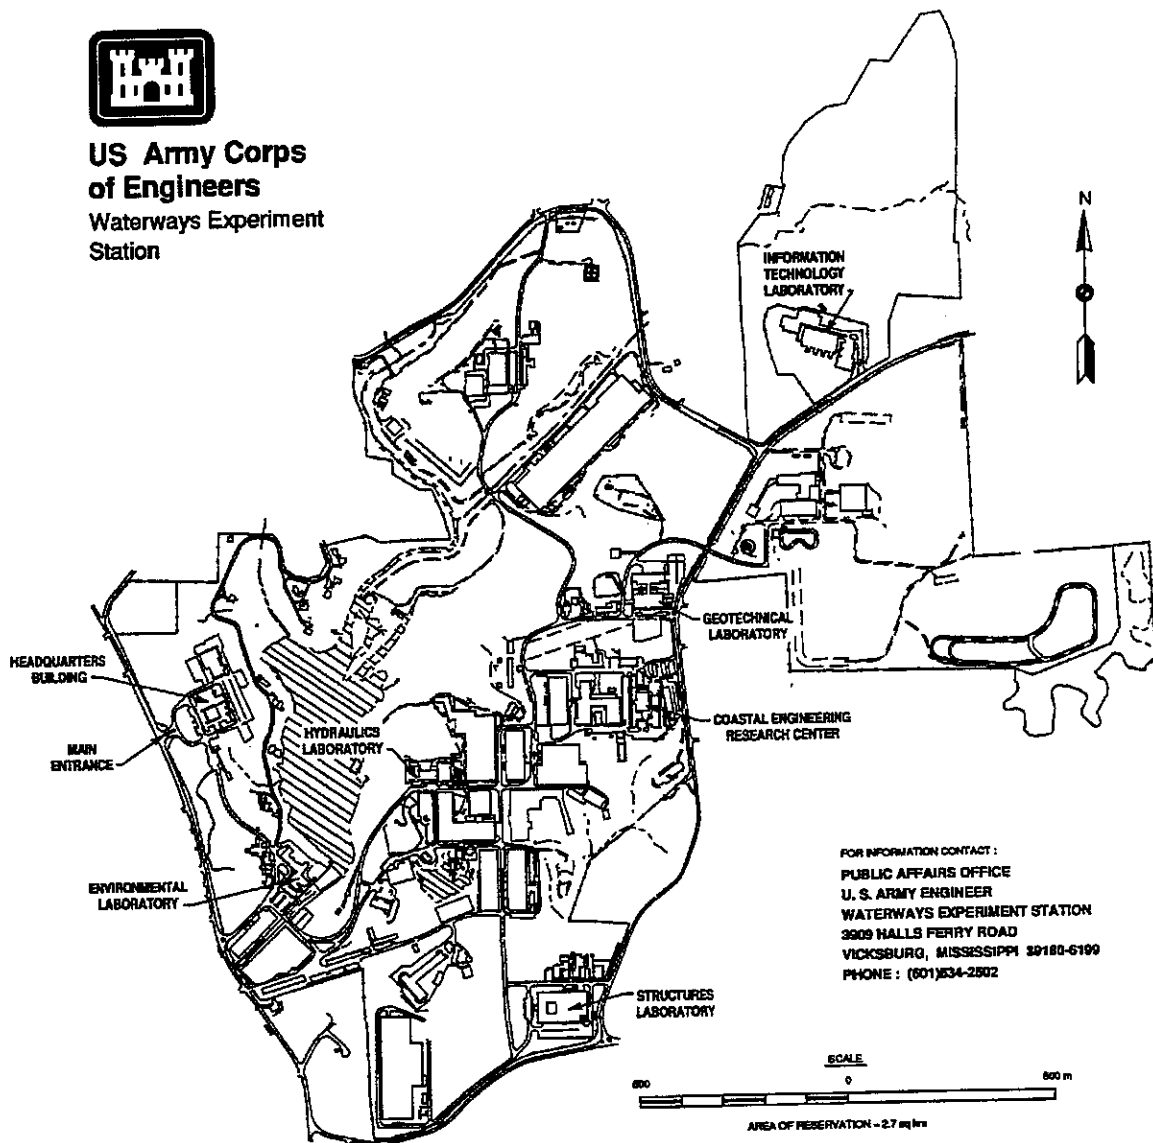 US Army Corps
of Engineers
Waterways Experiment
Station
N
INFORMATION
TECHNOLOGY
LABORATORY
GEOTECHNICAL
LABORATORY
HEADQUARTERS
BUILDING
HYDRAULICS
LABORATORY
COASTAL ENGINEERING
RESEARCH CENTER
MAIN
ENTRANCE
ENVIRONMENTAL
LABORATORY
STRUCTURES
LABORATORY
FOR INFORMATION CONTACT :
PUBLIC AFFAIRS OFFICE
U. S. ARMY ENGINEER
WATERWAYS EXPERIMENT STATION
3909 HALLS FERRY ROAD
VICKSBURG, MISSISSIPPI 39180-6199
PHONE : (601)634-2502
SCALE
0
m
AREA OF RESERVATION - 2.7 sq km